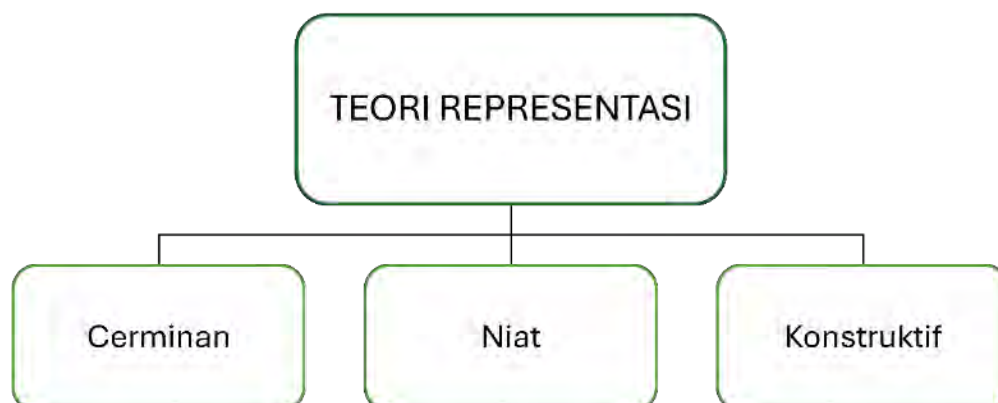 TEORI REPRESENTASI
Cerminan
Niat
Konstruktif